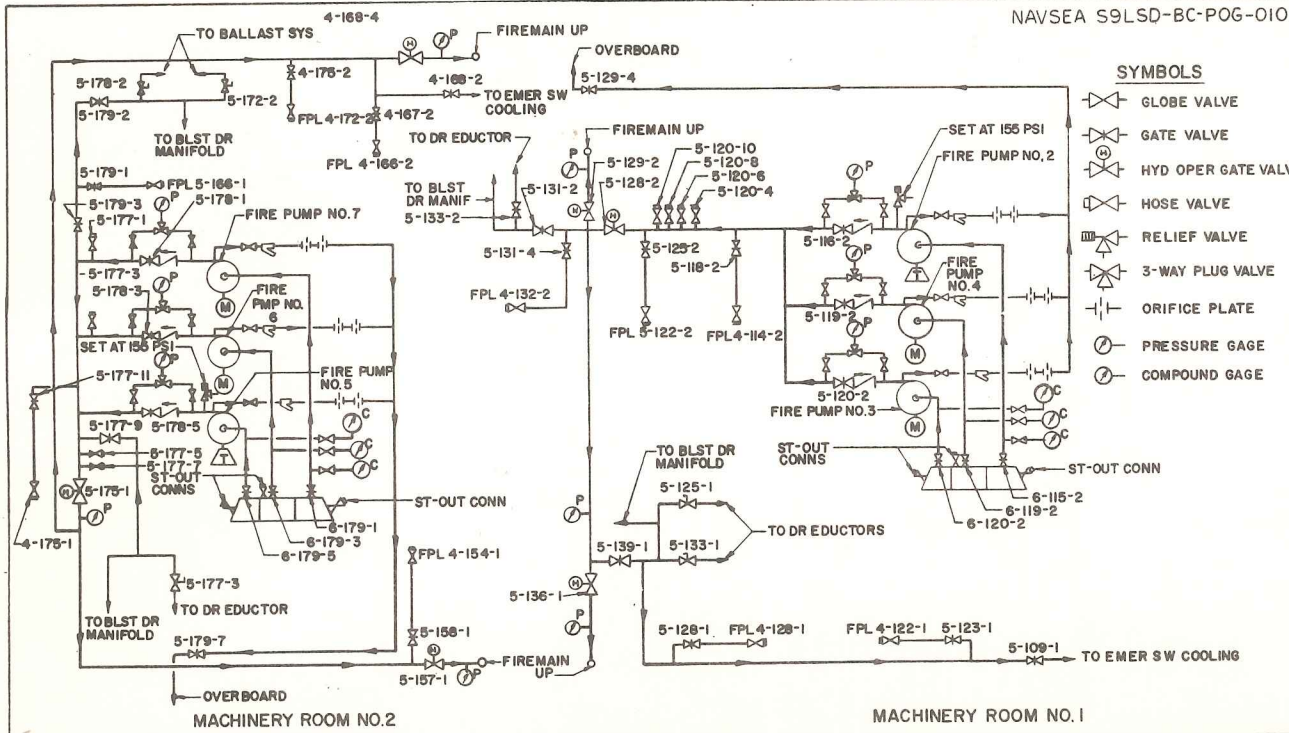 NAVSEA S9LSD-BC-POG-010
4-168-4
TO BALLAST SYS
P
H
FIREMAIN UP
OVERBOARD
5-129-4
5-178-2
5-172-2
5-179-2
4-175-2
4-168-2
TO EMER SW
COOLING
TO BLST DR
MANIFOLD
FPL 4-172-2
4-167-2
FPL 4-166-2
SYMBOLS
GLOBE VALVE
GATE VALVE
H
HYD OPER GATE VALV
HOSE VALVE
RELIEF VALVE
3-WAY PLUG VALVE
ORIFICE PLATE
PRESSURE GAGE
COMPOUND GAGE
TO DR EDUCTOR
FIREMAIN UP
P
H
5-129-2
5-128-2
H
5-131-2
TO BLST
DR MANIF
5-133-2
5-131-4
FPL 4-132-2
5-120-10
5-120-8
5-120-6
5-120-4
5-125-2
5-118-2
FPL 5-122-2
FPL 4-114-2
SET AT 155 PSI
FIRE PUMP NO.2
P
5-116-2
T
P
FIRE
PUMP
NO.4
5-119-2
M
P
5-120-2
FIRE PUMP NO.3
M
C
C
C
ST-OUT
CONNS
ST-OUT CONN
6-115-2
6-119-2
6-120-2
5-179-1
FPL 5-166-1
5-179-3
5-177-1
P
5-178-1
FIRE PUMP NO.7
M
5-177-3
5-178-3
P
FIRE
PMP NO.
6
M
SET AT 155 PSI
P
5-177-11
FIRE PUMP
NO.5
5-178-5
T
5-177-9
5-177-5
5-177-7
ST-OUT
CONNS
C
C
C
ST-OUT CONN
H
5-175-1
P
4-175-1
6-179-1
6-179-3
6-179-5
5-177-3
TO DR EDUCTOR
TO BLST DR
MANIFOLD
5-179-7
OVERBOARD
FPL 4-154-1
5-158-1
H
5-157-1
P
FIREMAIN
UP
P
H
5-136-1
P
TO BLST DR
MANIFOLD
5-125-1
5-139-1
5-133-1
TO DR EDUCTORS
5-128-1
FPL 4-128-1
FPL 4-122-1
5-123-1
5-109-1
TO EMER SW COOLING
MACHINERY ROOM NO.2
MACHINERY ROOM NO.1